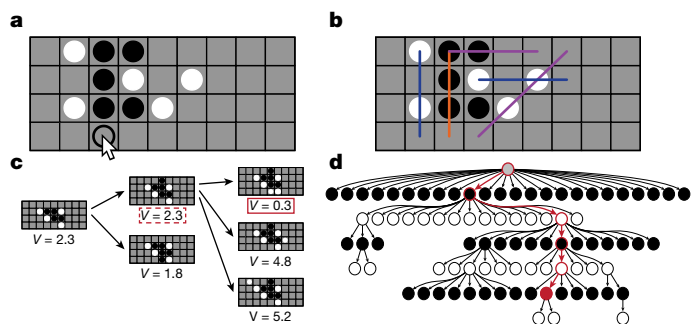 a
b
c
d
V = 2.3
V = 2.3
V = 1.8
V = 0.3
V = 4.8
V = 5.2